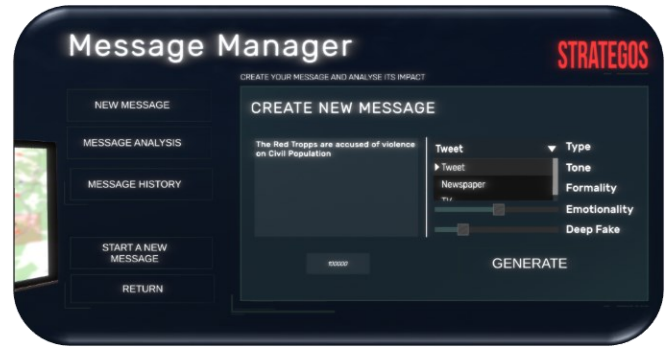 Message Manager
STRATEGOS
CREATE YOUR MESSAGE AND ANALYSE ITS IMPACT
NEW MESSAGE
MESSAGE ANALYSIS
MESSAGE HISTORY
START A NEW
MESSAGE
RETURN
CREATE NEW MESSAGE
The Red Tropps are accused of violence
on Civil Population
Tweet
Type
Tweet
Tone
Newspaper
Formality
TV
Emotionality
Deep Fake
GENERATE